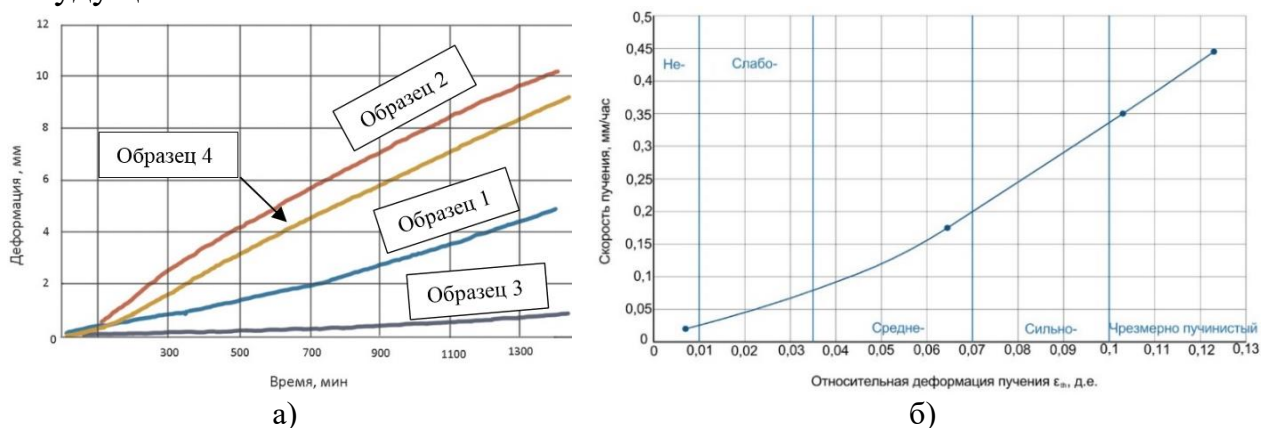 12
10
8
6
4
2
0
Деформация , мм
Образец 2
Образец 4
Образец 1
Образец 3
300 500 700 900 1100 1300
Время, мин
а)
0,5
0,45
0,4
0,35
0,3
0,25
0,2
0,15
0,1
0,05
0
Скорость пучения, мм/час
Не- Слабо-
Средне- Сильно- Чрезмерно пучинистый
0,01 0,02 0,03 0,04 0,05 0,06 0,07 0,08 0,09 0,1 0,11 0,12 0,13
Относительная деформация пучения εth, д.е.
б)